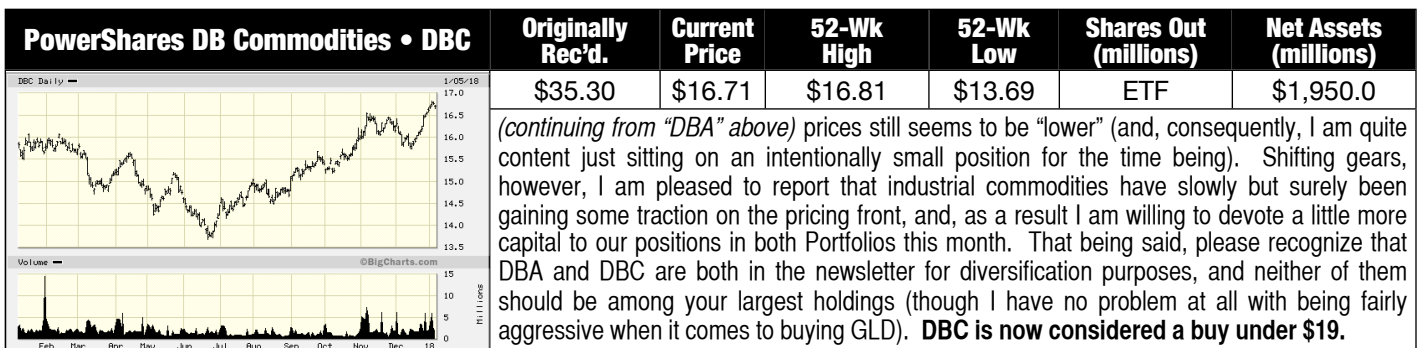 PowerShares DB Commodities • DBC
Originally Rec'd.
Current Price
52-Wk High
52-Wk Low
Shares Out (millions)
Net Assets (millions)
$35.30
$16.71
$16.81
$13.69
ETF
$1,950.0
DBC Daily
1/05/18
17.0
16.5
16.0
15.5
15.0
14.5
14.0
13.5
Volume
©BigCharts.com
15
10
5
0
Millions
Feb Mar Apr May Jun Jul Aug Sep Oct Nov Dec 18
(continuing from “DBA” above) prices still seems to be “lower” (and, consequently, I am quite
content just sitting on an intentionally small position for the time being). Shifting gears,
however, I am pleased to report that industrial commodities have slowly but surely been
gaining some traction on the pricing front, and, as a result I am willing to devote a little more
capital to our positions in both Portfolios this month. That being said, please recognize that
DBA and DBC are both in the newsletter for diversification purposes, and neither of them
should be among your largest holdings (though I have no problem at all with being fairly
aggressive when it comes to buying GLD). DBC is now considered a buy under $19.